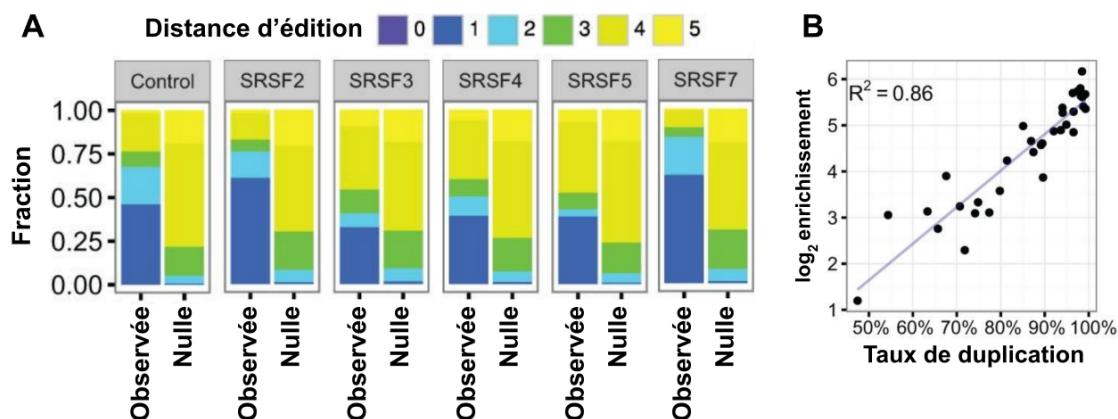 A
Distance d'édition 0 1 2 3 4 5
Control SRSF2 SRSF3 SRSF4 SRSF5 SRSF7
Fraction
1.00
0.75
0.50
0.25
0.00
Observée Nulle Observée Nulle Observée Nulle Observée Nulle Observée Nulle Observée Nulle
B
R² = 0.86
log₂ enrichissement
6
5
4
3
2
1
50% 60% 70% 80% 90% 100%
Taux de duplication